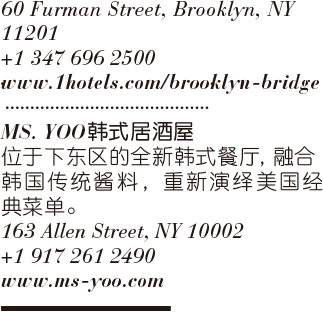 60 Furman Street, Brooklyn, NY
11201
+1 347 696 2500
www.1hotels.com/brooklyn-bridge
MS. YOO韩式居酒屋
位于下东区的全新韩式餐厅, 融合
韩国传统酱料，重新演绎美国经
典菜单。
163 Allen Street, NY 10002
+1 917 261 2490
www.ms-yoo.com